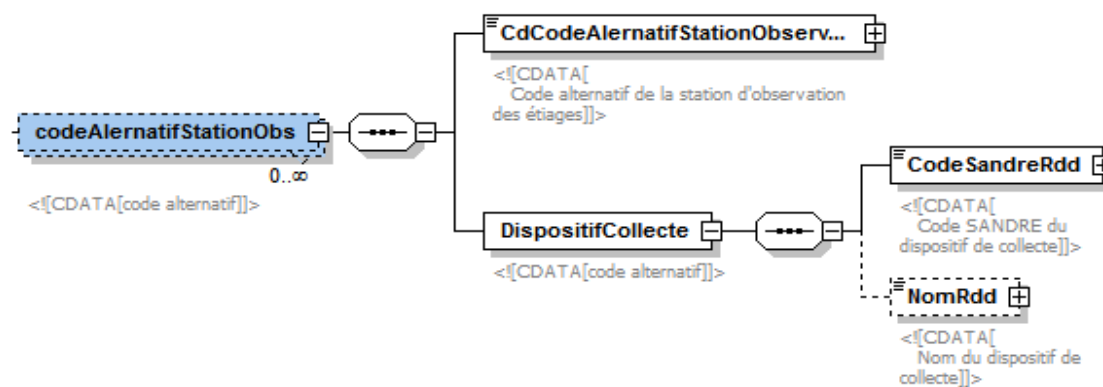 CdCodeAlernatifStationObserv...
<![CDATA[
Code alternatif de la station d'observation
des étiages]]>
codeAlernatifStationObs
0..∞
<![CDATA[code alternatif]]>
DispositifCollecte
<![CDATA[code alternatif]]>
CodeSandreRdd
<![CDATA[
Code SANDRE du
dispositif de collecte]]>
NomRdd
<![CDATA[
Nom du dispositif de
collecte]]>